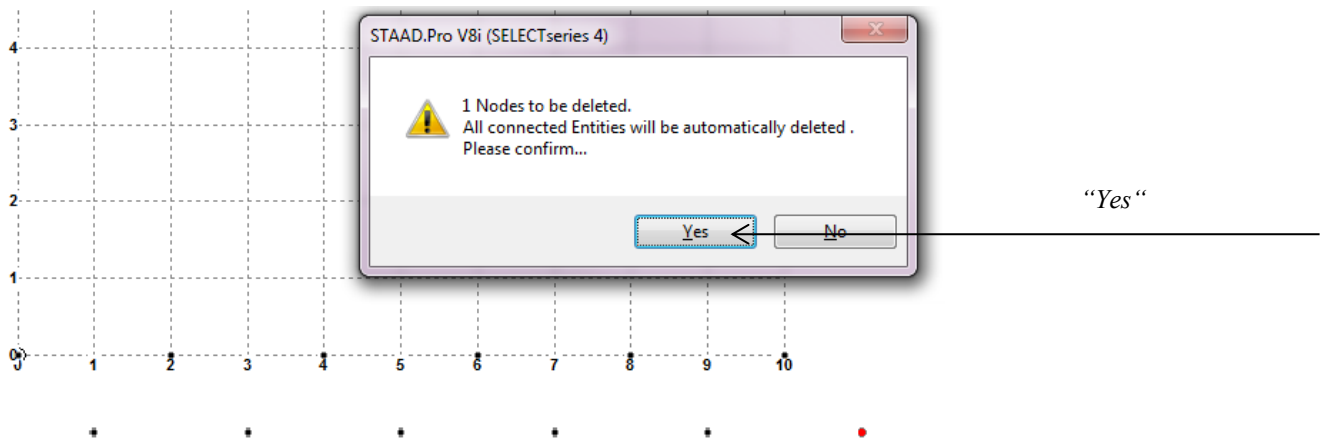 STAAD.Pro V8i (SELECTseries 4)
4
1 Nodes to be deleted.
All connected Entities will be automatically deleted .
Please confirm...
3
2
“Yes“
Yes
No
1
0
0 1 2 3 4 5 6 7 8 9 10